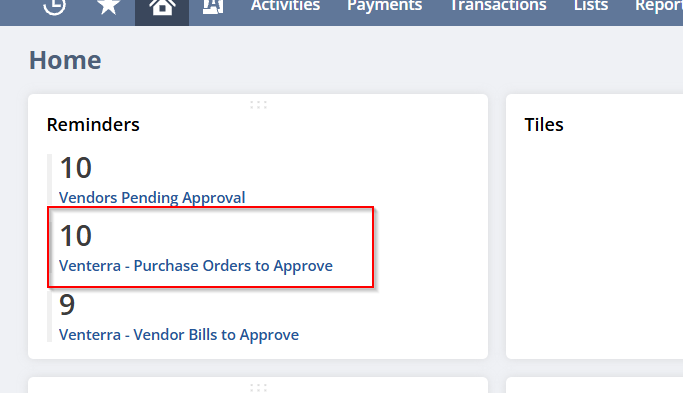 Activities Payments Transactions Lists Report
Home
Reminders
10
Vendors Pending Approval
10
Venterra - Purchase Orders to Approve
9
Venterra - Vendor Bills to Approve
Tiles